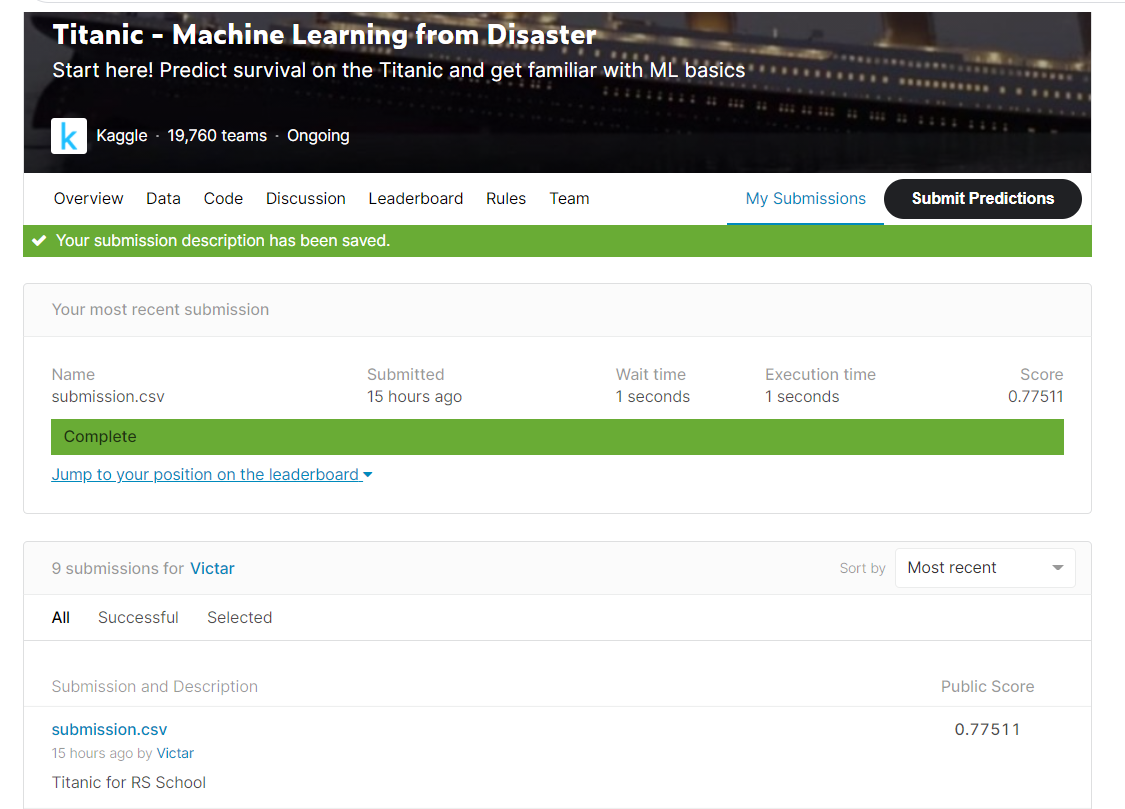 Titanic - Machine Learning from Disaster
Start here! Predict survival on the Titanic and get familiar with ML basics
k Kaggle · 19,760 teams · Ongoing
Overview Data Code Discussion Leaderboard Rules Team My Submissions Submit Predictions
Your submission description has been saved.
Your most recent submission
Name Submitted Wait time Execution time Score
submission.csv 15 hours ago 1 seconds 1 seconds 0.77511
Complete
Jump to your position on the leaderboard
9 submissions for Victar Sort by Most recent
All Successful Selected
Submission and Description Public Score
submission.csv 0.77511
15 hours ago by Victar
Titanic for RS School